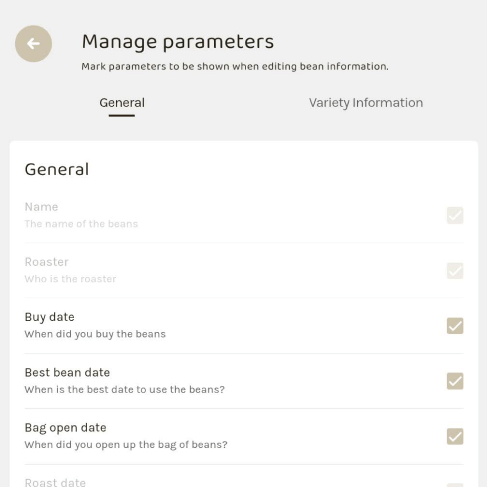 Manage parameters
Mark parameters to be shown when editing bean information.
General
Variety Information
General
Name
The name of the beans
Roaster
Who is the roaster
Buy date
When did you buy the beans
Best bean date
When is the best date to use the beans?
Bag open date
When did you open up the bag of beans?
Roast date